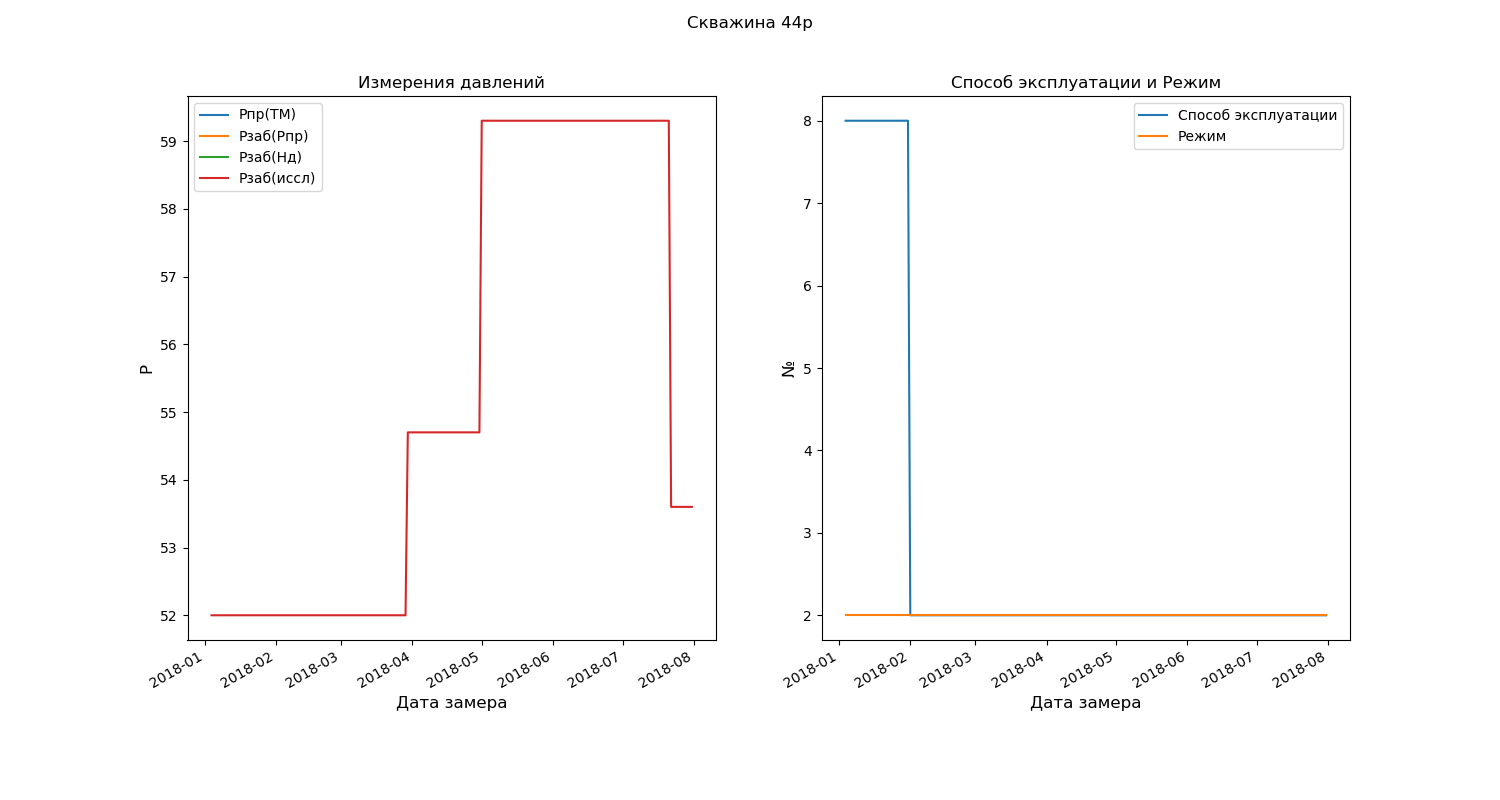 Скважина 44р
Измерения давлений
Рпр(ТМ)
Рзаб(Рпр)
Рзаб(Нд)
Рзаб(иссл)
59
58
57
56
55
54
53
52
Р
2018-01
2018-02
2018-03
2018-04
2018-05
2018-06
2018-07
2018-08
Дата замера
Способ эксплуатации и Режим
Способ эксплуатации
Режим
8
7
6
5
4
3
2
№
2018-01
2018-02
2018-03
2018-04
2018-05
2018-06
2018-07
2018-08
Дата замера